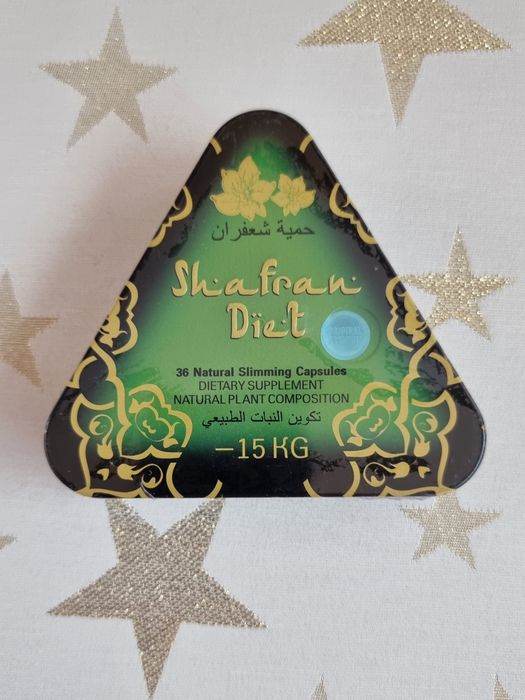 حمية شعفران
Shafran
Diet
36 Natural Slimming Capsules
DIETARY SUPPLEMENT
NATURAL PLANT COMPOSITION
تكوين النبات الطبيعي
–15 KG